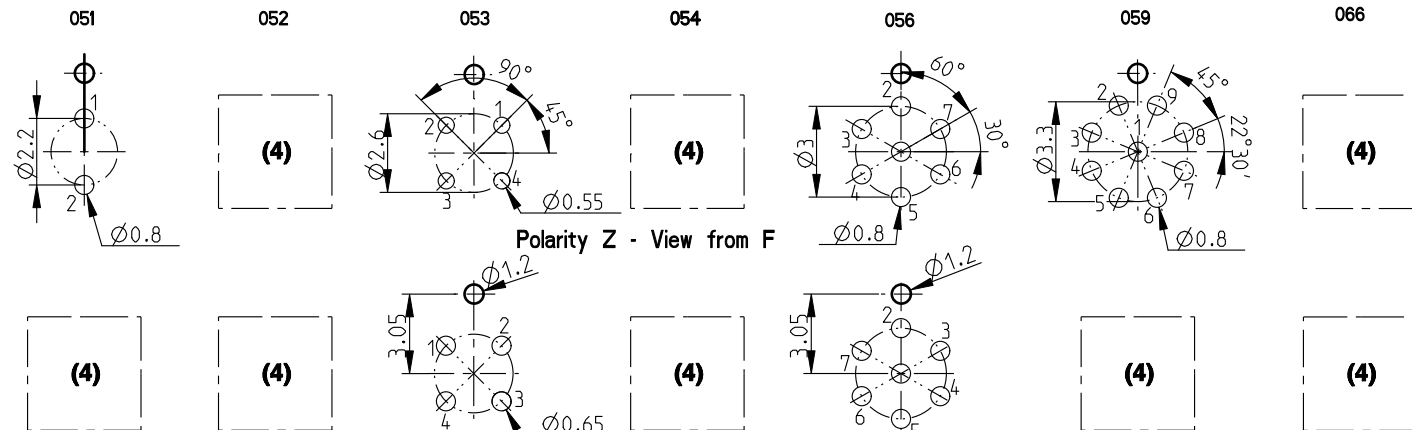 051 052 053 054 056 059 066
90° 60° 45°
1 2 1 2 7 2 9
Ø2.2 (4) Ø2.6 45° (4) Ø3 3 30° Ø3.3 3 1 8 22°30' (4)
2 3 4 4 6 4 7
5 5 6
Ø0.8 Ø0.55 Ø0.8 Ø0.8
Polarity Z - View from F
Ø1.2 Ø1.2
3.05 3.05
2 2 3
(4) (4) 1 (4) 7 (4) (4)
4 3 6 4
Ø0.65 5